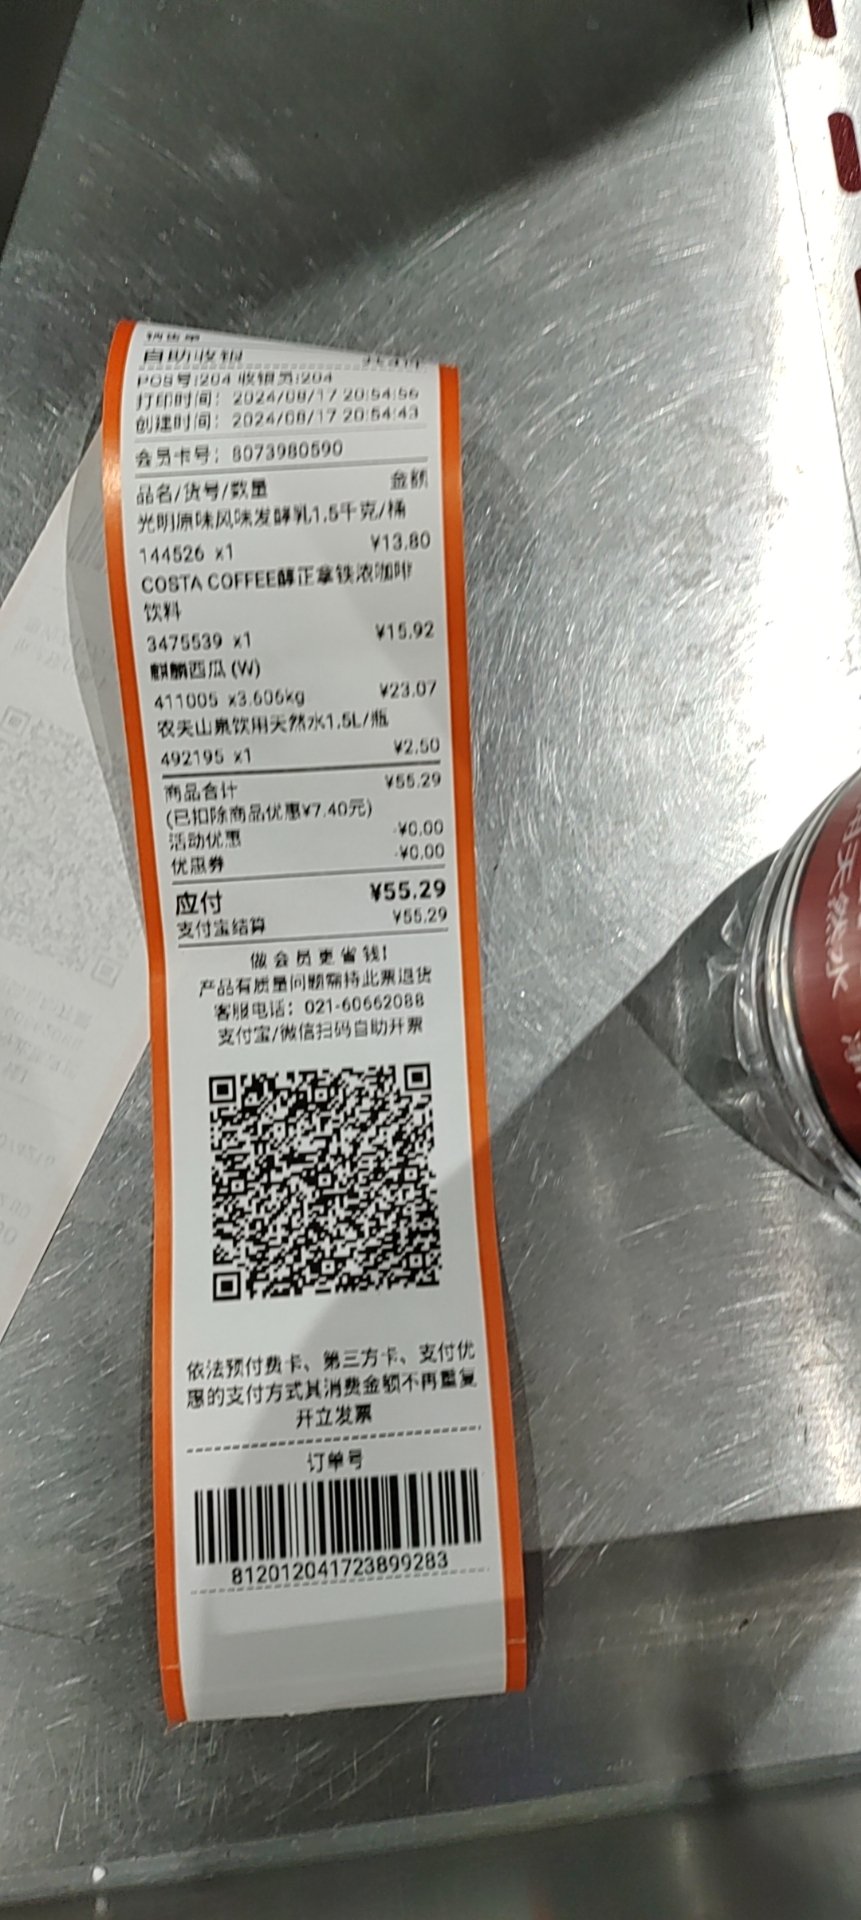 自助收银
POS号:204 收银员:204
打印时间： 2024/08/17 20:54:56
创建时间： 2024/08/17 20:54:43
会员卡号：8073980590
品名/货号/数量 金额
光明原味风味发酵乳1.5千克/桶
144526 x1 ¥13.80
COSTA COFFEE醇正拿铁浓咖啡
饮料
3475539 x1 ¥15.92
麒麟西瓜 (W)
411005 x3.606kg ¥23.07
农夫山泉饮用天然水1.5L/瓶
492195 x1 ¥2.50
商品合计 ¥55.29
(已扣除商品优惠¥7.40元)
活动优惠 -¥0.00
优惠券 -¥0.00
应付 ¥55.29
支付宝结算 ¥55.29
做会员更省钱!
产品有质量问题需持此票退货
客服电话：021-60662088
支付宝/微信扫码自助开票
依法预付费卡、第三方卡、支付优
惠的支付方式其消费金额不再重复
开立发票
订单号
812012041723899283
天然水